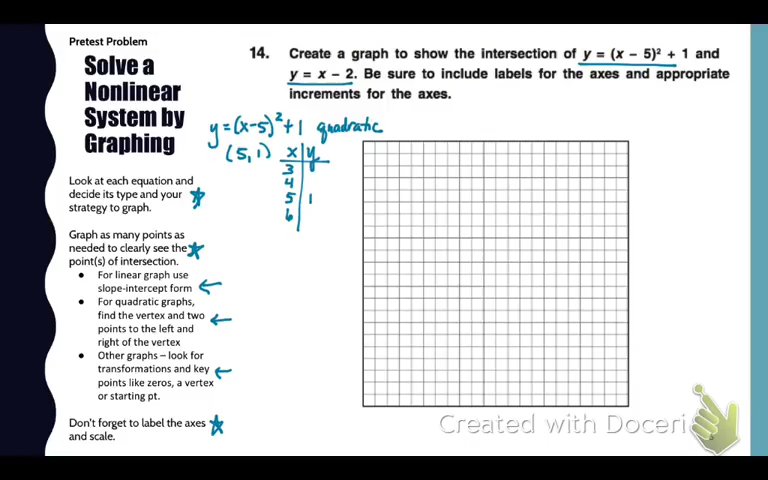 Pretest Problem
Solve a
Nonlinear
System by
Graphing
Look at each equation and
decide its type and your
strategy to graph.
Graph as many points as
needed to clearly see the
point(s) of intersection.
• For linear graph use
slope-intercept form
• For quadratic graphs,
find the vertex and two
points to the left and
right of the vertex
• Other graphs – look for
transformations and key
points like zeros, a vertex
or starting pt.
Don't forget to label the axes
and scale.
14. Create a graph to show the intersection of y = (x – 5)² + 1 and
y = x – 2. Be sure to include labels for the axes and appropriate
increments for the axes.
y=(x-5)²+1 quadratic
(5,1) x y
3
4
5 1
6
Created with Doceri